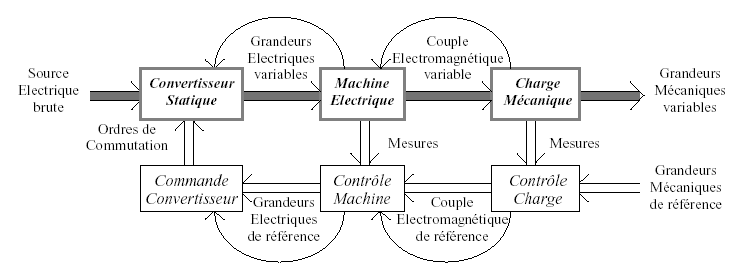 Grandeurs
Electriques
variables
Couple
Electromagnétique
variable
Source
Electrique
brute
Convertisseur
Statique
Machine
Electrique
Charge
Mécanique
Grandeurs
Mécaniques
variables
Ordres de
Commutation
Mesures
Mesures
Commande
Convertisseur
Grandeurs
Electriques
de référence
Contrôle
Machine
Couple
Electromagnétique
de référence
Contrôle
Charge
Grandeurs
Mécaniques
de référence